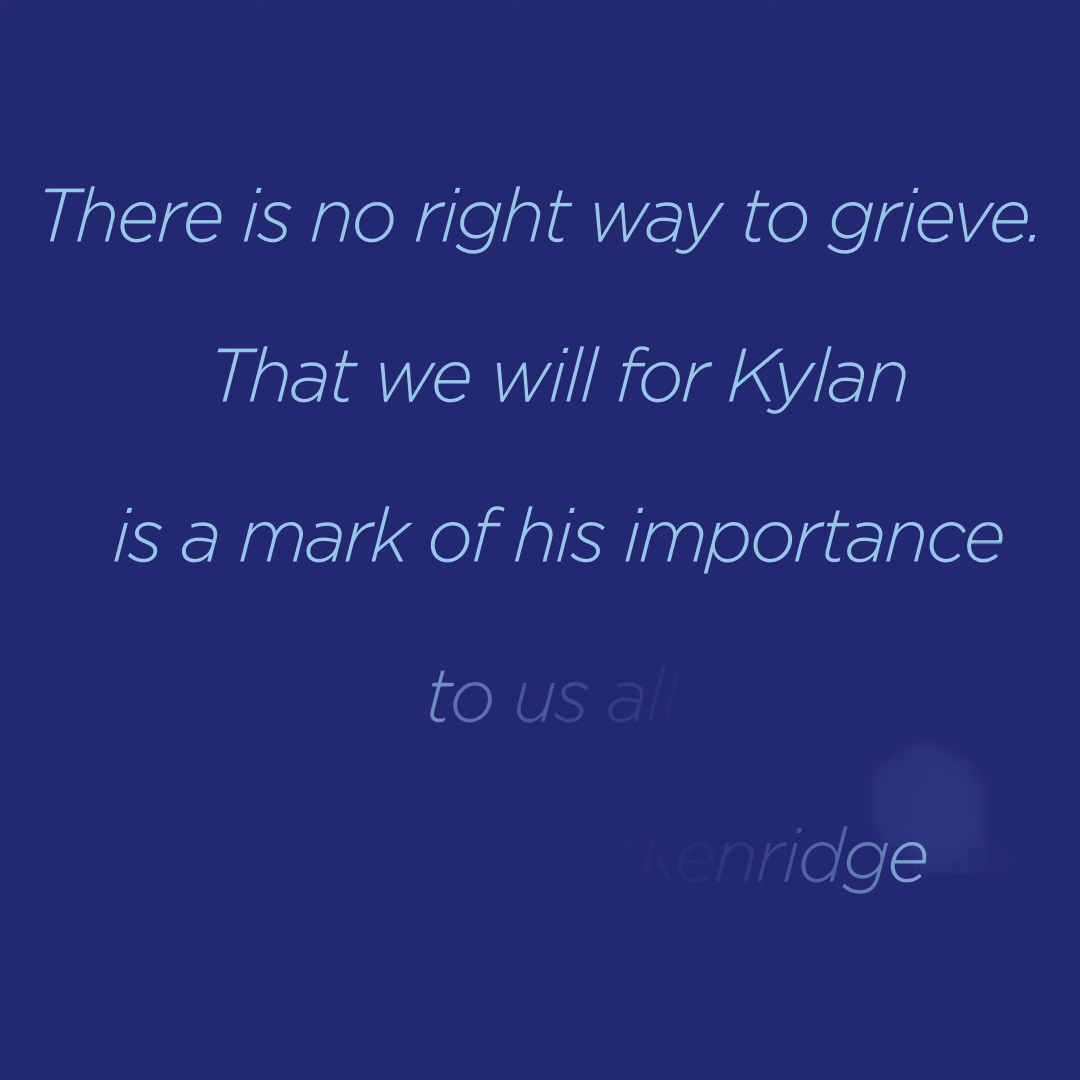 There is no right way to grieve.
That we will for Kylan
is a mark of his importance
to us all